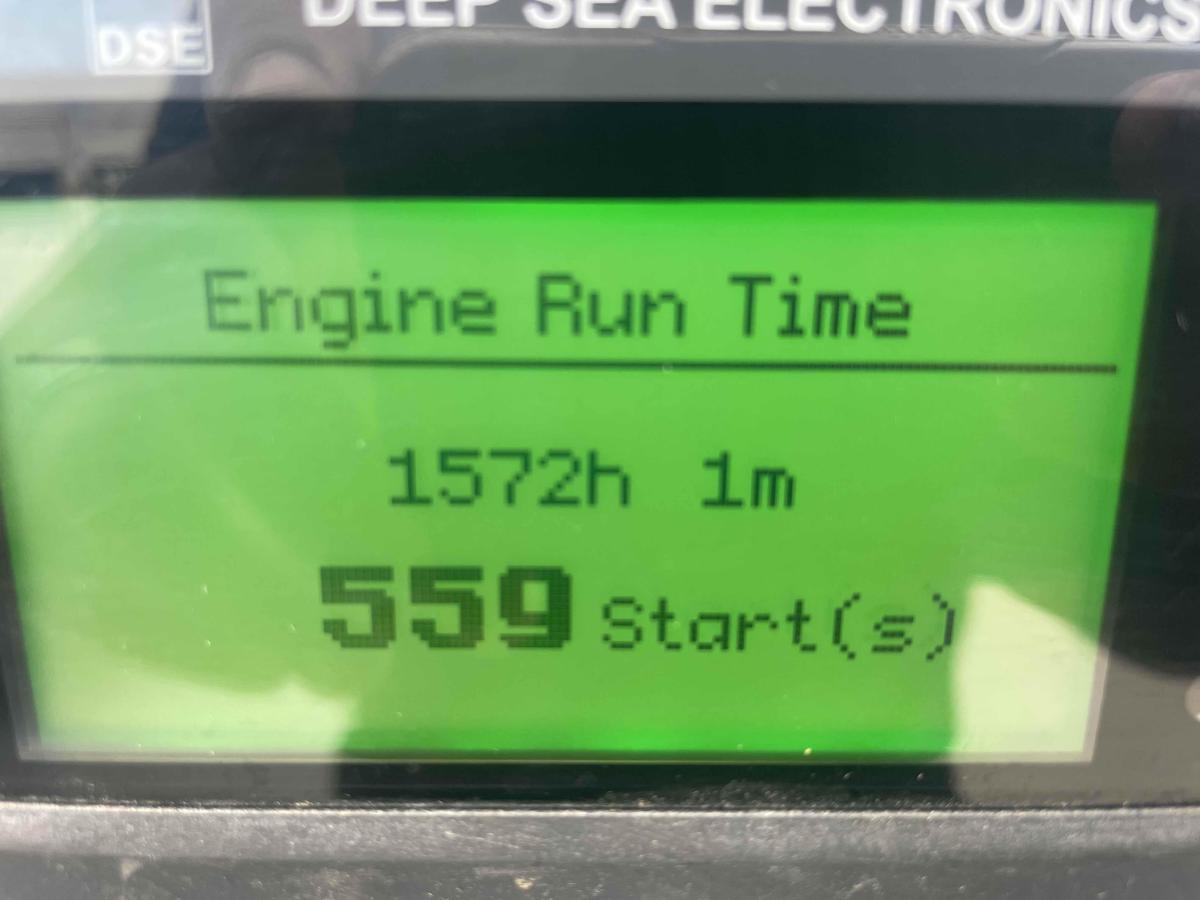 DSE
DEEP SEA ELECTRONICS
Engine Run Time
1572h 1m
559 Start(s)